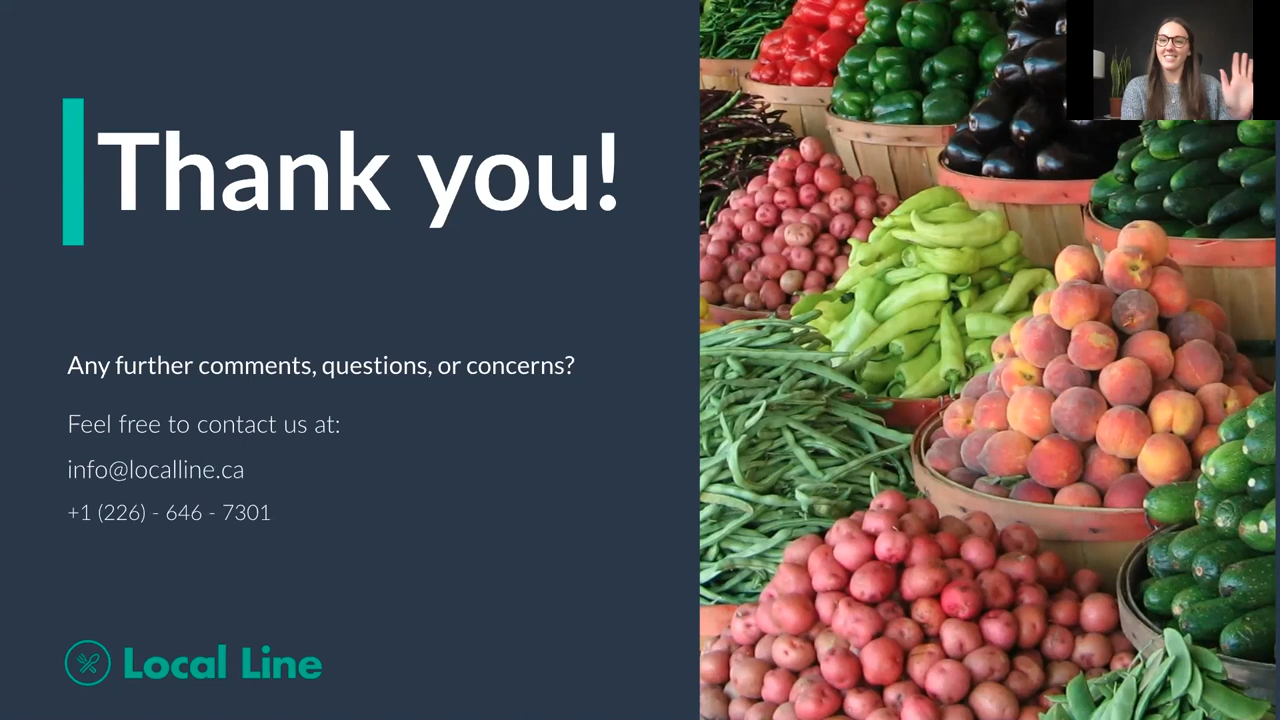 Thank you!
Any further comments, questions, or concerns?
Feel free to contact us at:
info@localline.ca
+1 (226) - 646 - 7301
Local Line